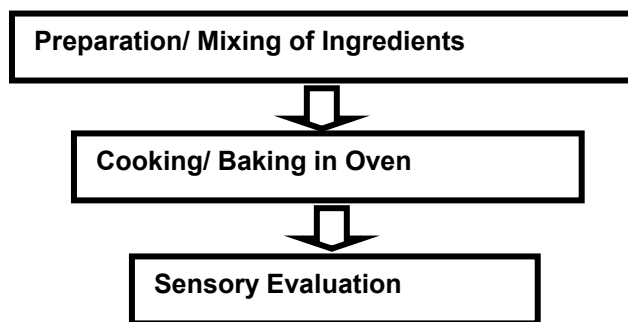 Preparation/ Mixing of Ingredients
Cooking/ Baking in Oven
Sensory Evaluation